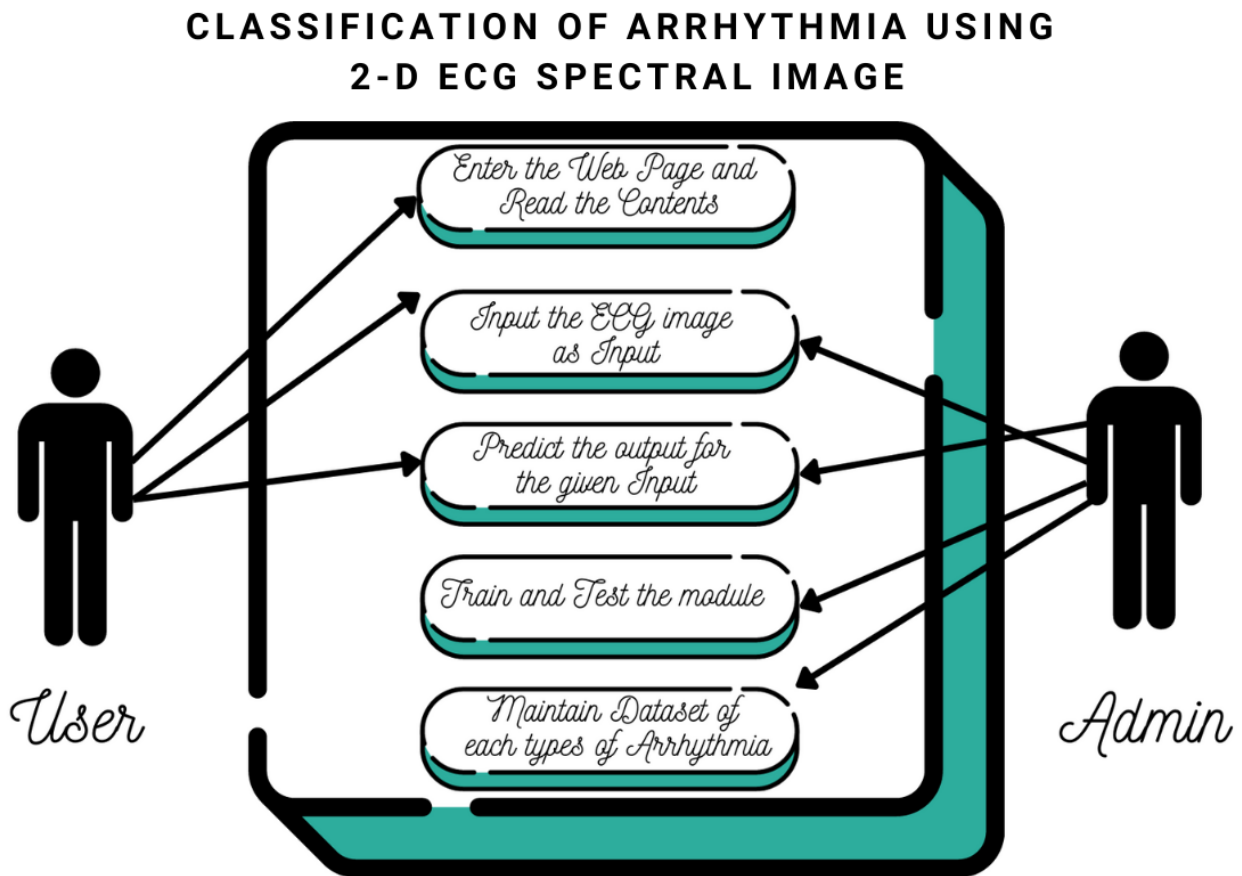 CLASSIFICATION OF ARRHYTHMIA USING
2-D ECG SPECTRAL IMAGE
Enter the Web Page and
Read the Contents
Input the ECG image
as Input
Predict the output for
the given Input
Train and Test the module
Maintain Dataset of
each types of Arrhythmia
User
Admin